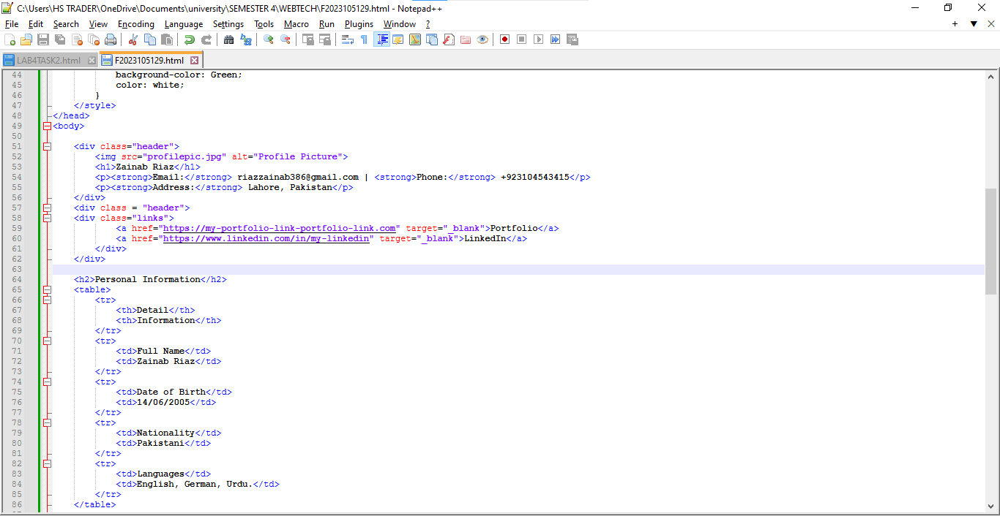 C:\Users\HS TRADER\OneDrive\Documents\university\SEMESTER 4\WEBTECH\F2023105129.html - Notepad++
File Edit Search View Encoding Language Settings Tools Macro Run Plugins Window ?
LAB4TASK2.html F2023105129.html
44 background-color: Green;
45 color: white;
46 }
47 </style>
48 </head>
49 <body>
50
51 <div class="header">
52 <img src="profilepic.jpg" alt="Profile Picture">
53 <h1>Zainab Riaz</h1>
54 <p><strong>Email:</strong> riazzainab386@gmail.com | <strong>Phone:</strong> +923104543415</p>
55 <p><strong>Address:</strong> Lahore, Pakistan</p>
56 </div>
57 <div class = "header">
58 <div class="links">
59 <a href="https://my-portfolio-link-portfolio-link.com" target="_blank">Portfolio</a>
60 <a href="https://www.linkedin.com/in/my-linkedin" target="_blank">LinkedIn</a>
61 </div>
62 </div>
63
64 <h2>Personal Information</h2>
65 <table>
66 <tr>
67 <th>Detail</th>
68 <th>Information</th>
69 </tr>
70 <tr>
71 <td>Full Name</td>
72 <td>Zainab Riaz</td>
73 </tr>
74 <tr>
75 <td>Date of Birth</td>
76 <td>14/06/2005</td>
77 </tr>
78 <tr>
79 <td>Nationality</td>
80 <td>Pakistani</td>
81 </tr>
82 <tr>
83 <td>Languages</td>
84 <td>English, German, Urdu.</td>
85 </tr>
86 </table>